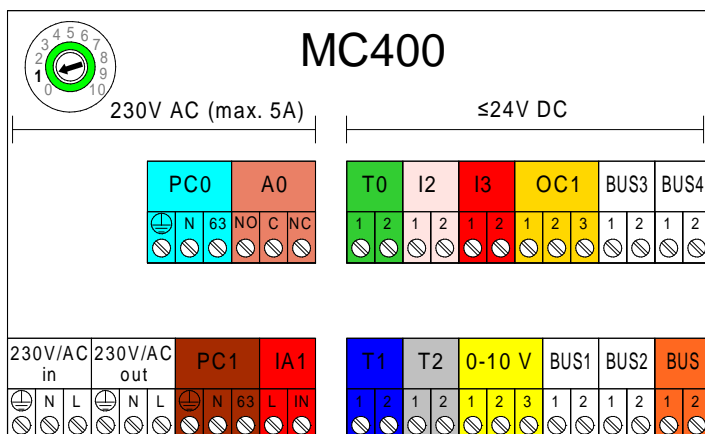 MC400
0 1 2 3 4 5 6 7 8 9 10
230V AC (max. 5A) ≤24V DC
PC0 A0 T0 I2 I3 OC1 BUS3 BUS4
N 63 NO C NC 1 2 1 2 1 2 1 2 3 1 2 1 2
230V/AC in 230V/AC out PC1 IA1 T1 T2 0-10 V BUS1 BUS2 BUS
N L N L N 63 L IN 1 2 1 2 1 2 3 1 2 1 2 1 2